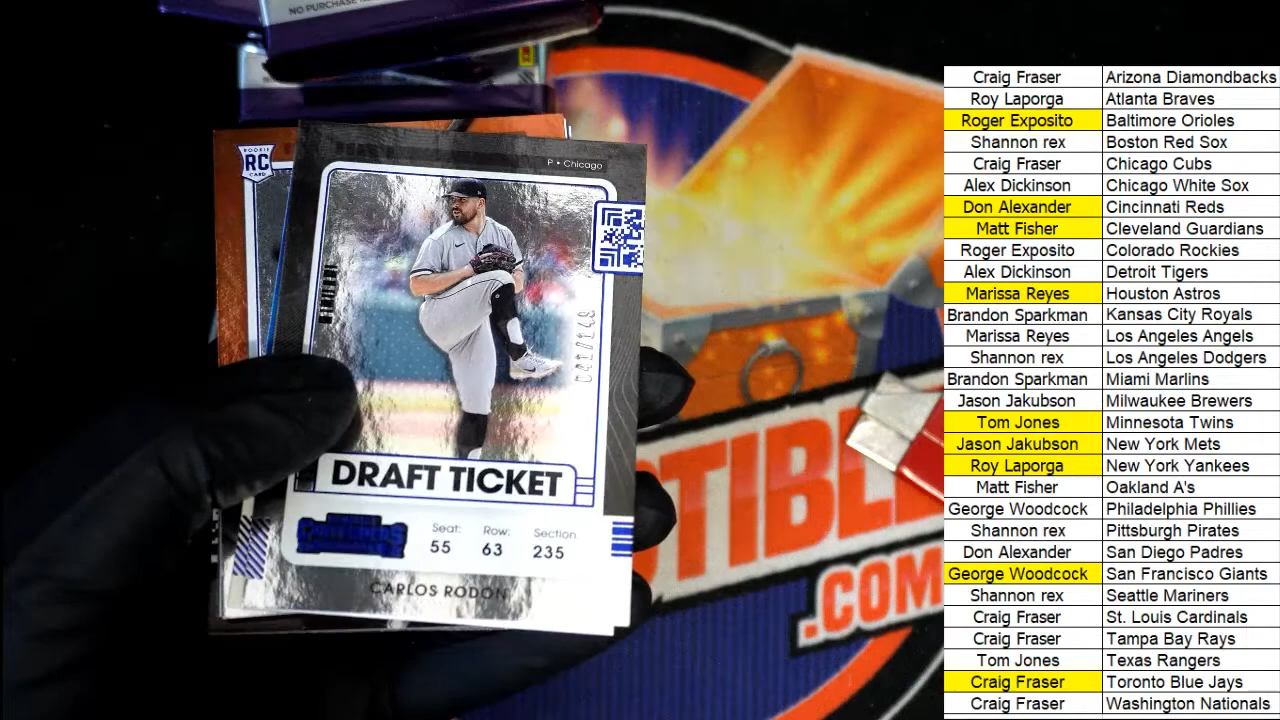 NO PURCHASE
ROOKIE
RC
CARD
P • Chicago
041/149
DRAFT TICKET
CONTENDERS
Seat: Row: Section
55 63 235
CARLOS RODON
TIBL
.COM
Craig Fraser Arizona Diamondbacks
Roy Laporga Atlanta Braves
Roger Exposito Baltimore Orioles
Shannon rex Boston Red Sox
Craig Fraser Chicago Cubs
Alex Dickinson Chicago White Sox
Don Alexander Cincinnati Reds
Matt Fisher Cleveland Guardians
Roger Exposito Colorado Rockies
Alex Dickinson Detroit Tigers
Marissa Reyes Houston Astros
Brandon Sparkman Kansas City Royals
Marissa Reyes Los Angeles Angels
Shannon rex Los Angeles Dodgers
Brandon Sparkman Miami Marlins
Jason Jakubson Milwaukee Brewers
Tom Jones Minnesota Twins
Jason Jakubson New York Mets
Roy Laporga New York Yankees
Matt Fisher Oakland A's
George Woodcock Philadelphia Phillies
Shannon rex Pittsburgh Pirates
Don Alexander San Diego Padres
George Woodcock San Francisco Giants
Shannon rex Seattle Mariners
Craig Fraser St. Louis Cardinals
Craig Fraser Tampa Bay Rays
Tom Jones Texas Rangers
Craig Fraser Toronto Blue Jays
Craig Fraser Washington Nationals